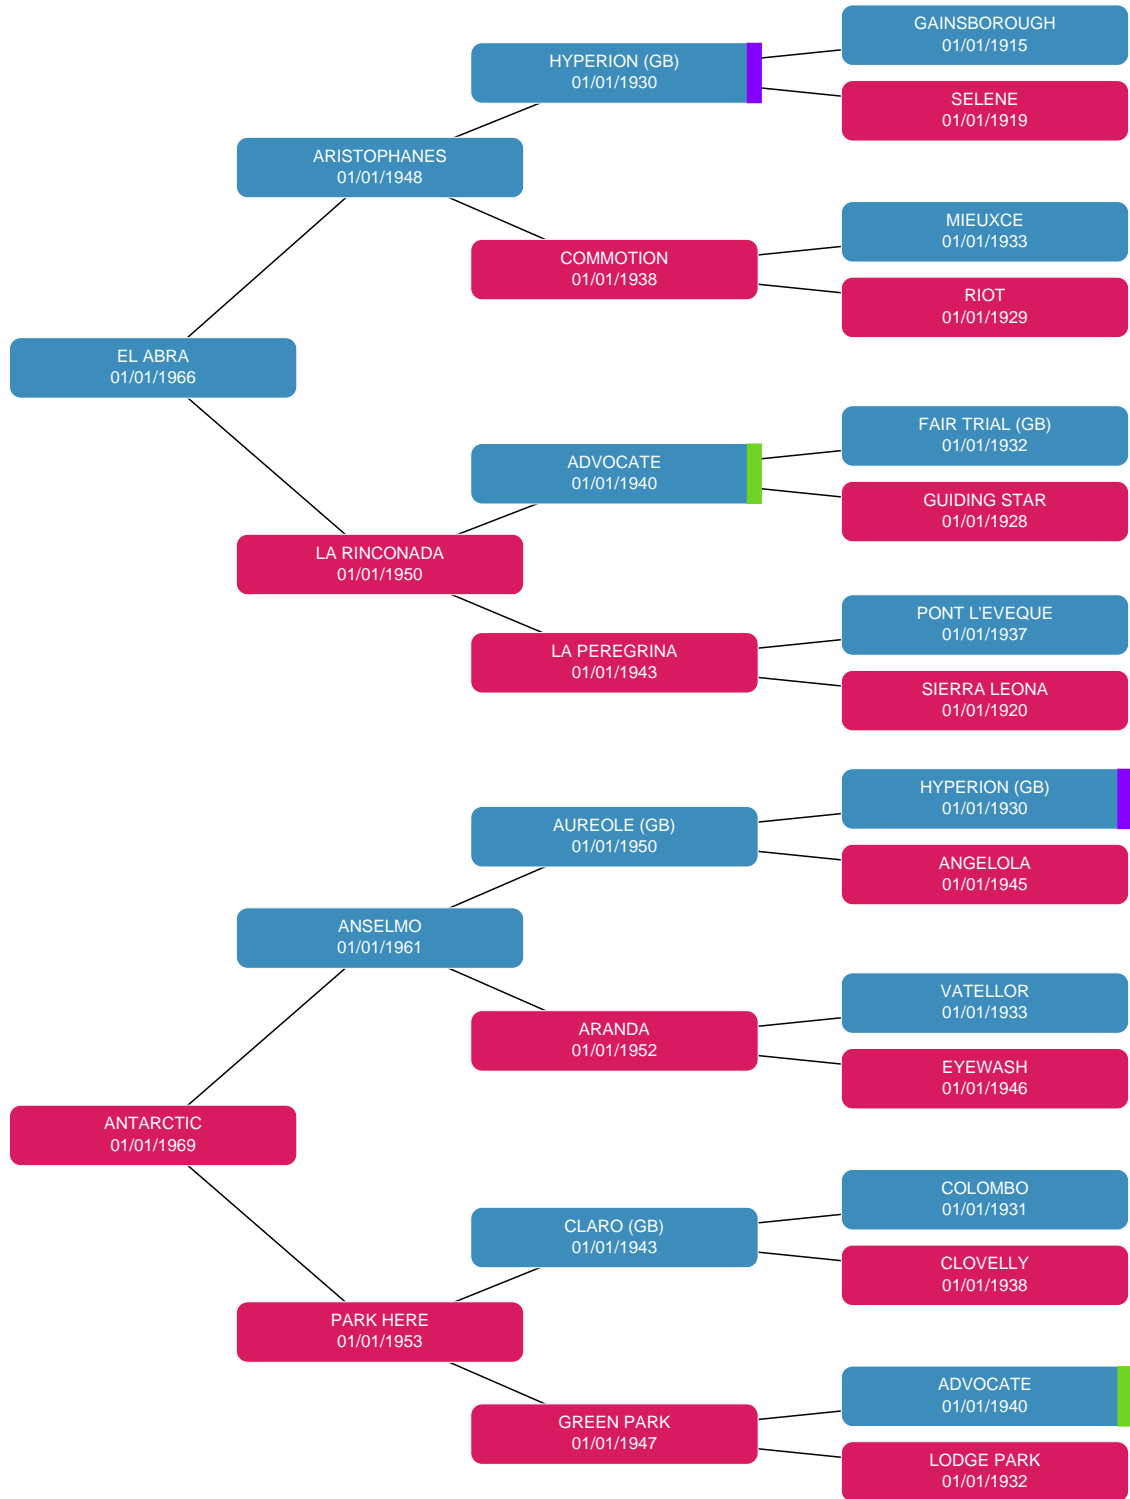 GAINSBOROUGH
01/01/1915
HYPERION (GB)
01/01/1930
SELENE
01/01/1919
ARISTOPHANES
01/01/1948
MIEUXCE
01/01/1933
COMMOTION
01/01/1938
RIOT
01/01/1929
EL ABRA
01/01/1966
FAIR TRIAL (GB)
01/01/1932
ADVOCATE
01/01/1940
GUIDING STAR
01/01/1928
LA RINCONADA
01/01/1950
PONT L'EVEQUE
01/01/1937
LA PEREGRINA
01/01/1943
SIERRA LEONA
01/01/1920
HYPERION (GB)
01/01/1930
AUREOLE (GB)
01/01/1950
ANGELOLA
01/01/1945
ANSELMO
01/01/1961
VATELLOR
01/01/1933
ARANDA
01/01/1952
EYEWASH
01/01/1946
ANTARCTIC
01/01/1969
COLOMBO
01/01/1931
CLARO (GB)
01/01/1943
CLOVELLY
01/01/1938
PARK HERE
01/01/1953
ADVOCATE
01/01/1940
GREEN PARK
01/01/1947
LODGE PARK
01/01/1932